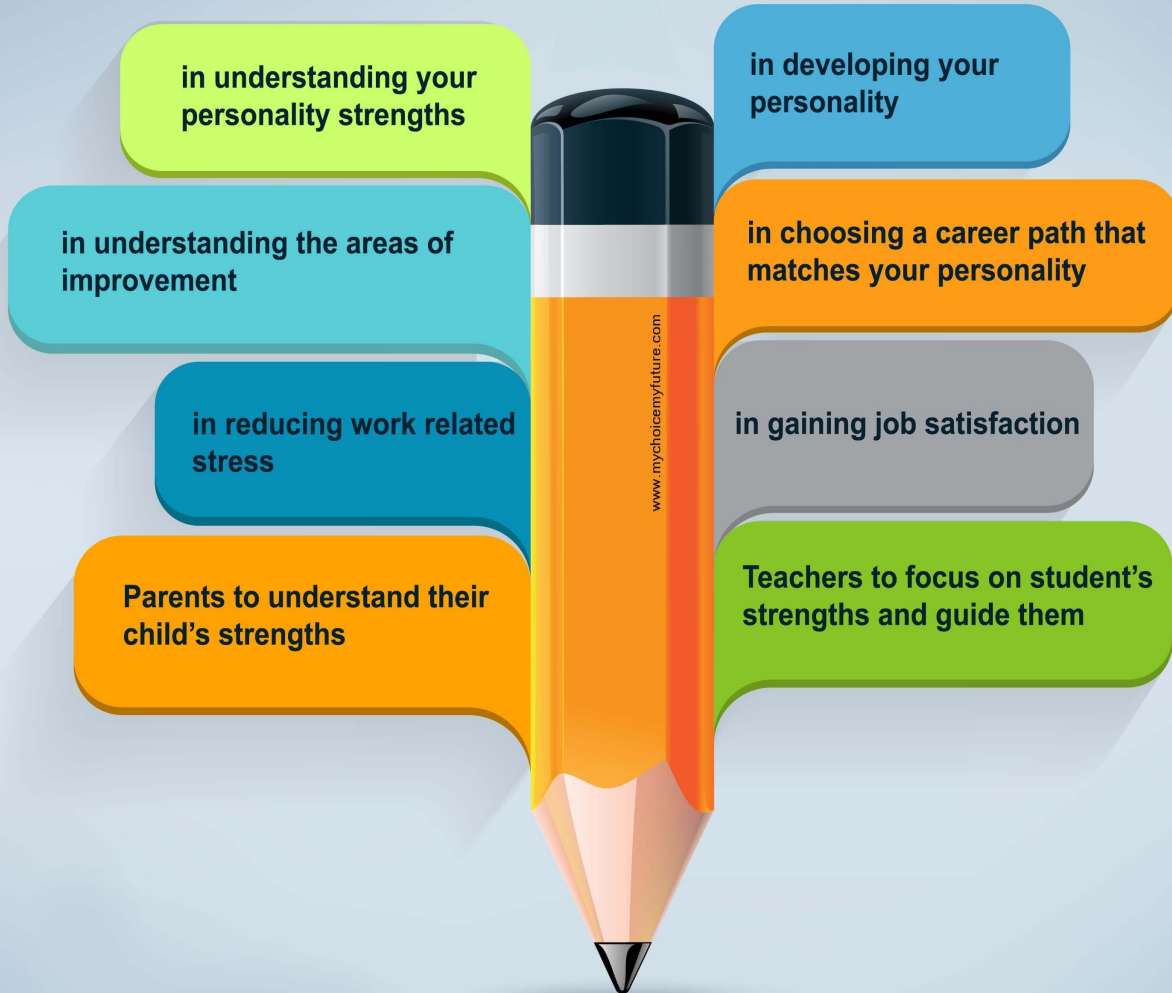 in understanding your
personality strengths
in understanding the areas of
improvement
in reducing work related
stress
Parents to understand their
child's strengths
www.mychoicemyfuture.com
in developing your
personality
in choosing a career path that
matches your personality
in gaining job satisfaction
Teachers to focus on student's
strengths and guide them